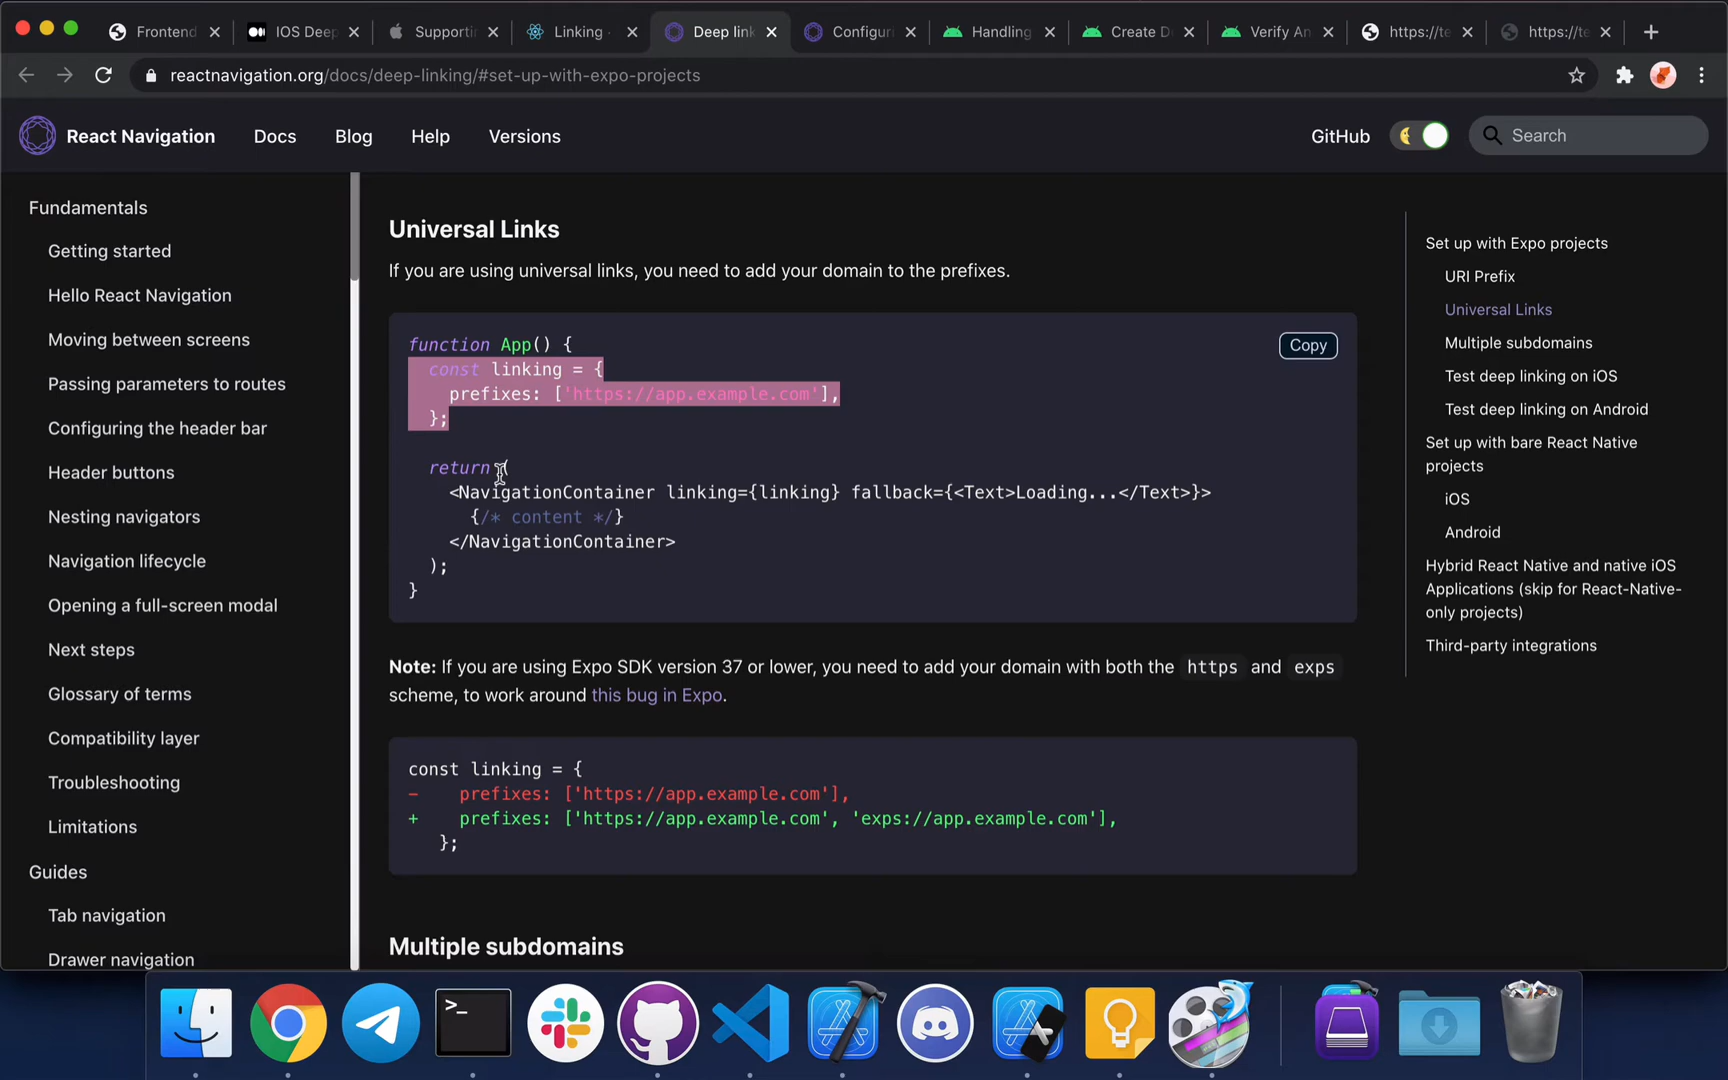 Frontend
IOS Deep
Supportin
Linking ·
Deep link
Configuri
Handling
Create D
Verify An
https://te
https://te
reactnavigation.org/docs/deep-linking/#set-up-with-expo-projects
React Navigation
Docs
Blog
Help
Versions
GitHub
Search
Fundamentals
Getting started
Hello React Navigation
Moving between screens
Passing parameters to routes
Configuring the header bar
Header buttons
Nesting navigators
Navigation lifecycle
Opening a full-screen modal
Next steps
Glossary of terms
Compatibility layer
Troubleshooting
Limitations
Guides
Tab navigation
Drawer navigation
Universal Links
If you are using universal links, you need to add your domain to the prefixes.
Copy
function App() {
const linking = {
prefixes: ['https://app.example.com'],
};
return (
<NavigationContainer linking={linking} fallback={<Text>Loading...</Text>}>
{/* content */}
</NavigationContainer>
);
}
Note: If you are using Expo SDK version 37 or lower, you need to add your domain with both the https and exps
scheme, to work around this bug in Expo.
const linking = {
- prefixes: ['https://app.example.com'],
+ prefixes: ['https://app.example.com', 'exps://app.example.com'],
};
Multiple subdomains
Set up with Expo projects
URI Prefix
Universal Links
Multiple subdomains
Test deep linking on iOS
Test deep linking on Android
Set up with bare React Native
projects
iOS
Android
Hybrid React Native and native iOS
Applications (skip for React-Native-
only projects)
Third-party integrations
>_